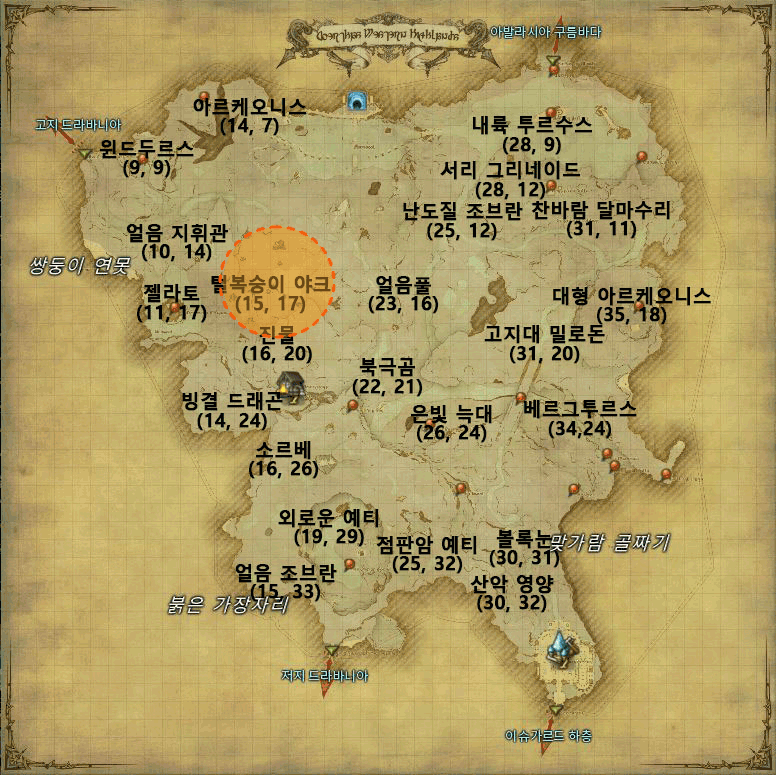 아발라시아 구름바다
Coerthas Western Highlands
아르케오니스
(14, 7)
고지 드라바니아
내륙 투르수스
(28, 9)
윈드두르스
(9, 9)
서리 그리네이드
(28, 12)
난도질 조브란
(25, 12)
찬바람 달마수리
(31, 11)
얼음 지휘관
(10, 14)
쌍둥이 연못
털복숭이 야크
(15, 17)
얼음풀
(23, 16)
젤라토
(11, 17)
대형 아르케오니스
(35, 18)
진물
(16, 20)
고지대 밀로돈
(31, 20)
북극곰
(22, 21)
빙결 드래곤
(14, 24)
은빛 늑대
(26, 24)
베르그투르스
(34,24)
소르베
(16, 26)
외로운 예티
(19, 29)
점판암 예티
(25, 32)
볼록눈
(30, 31)
맞가람 골짜기
얼음 조브란
(15, 33)
붉은 가장자리
산악 영양
(30, 32)
저지 드라바니아
이슈가르드 하층